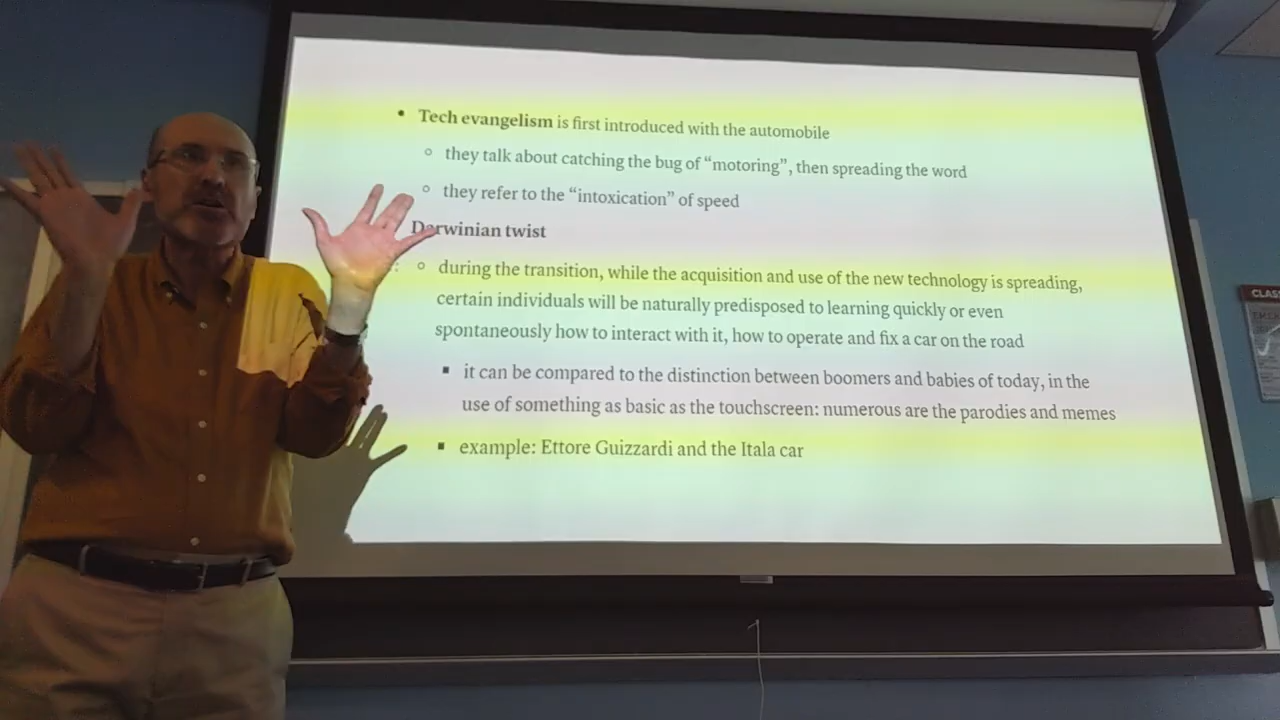 • Tech evangelism is first introduced with the automobile
◦ they talk about catching the bug of “motoring”, then spreading the word
◦ they refer to the “intoxication” of speed
Darwinian twist
◦ during the transition, while the acquisition and use of the new technology is spreading,
certain individuals will be naturally predisposed to learning quickly or even
spontaneously how to interact with it, how to operate and fix a car on the road
▪ it can be compared to the distinction between boomers and babies of today, in the
use of something as basic as the touchscreen: numerous are the parodies and memes
▪ example: Ettore Guizzardi and the Itala car
CLAS